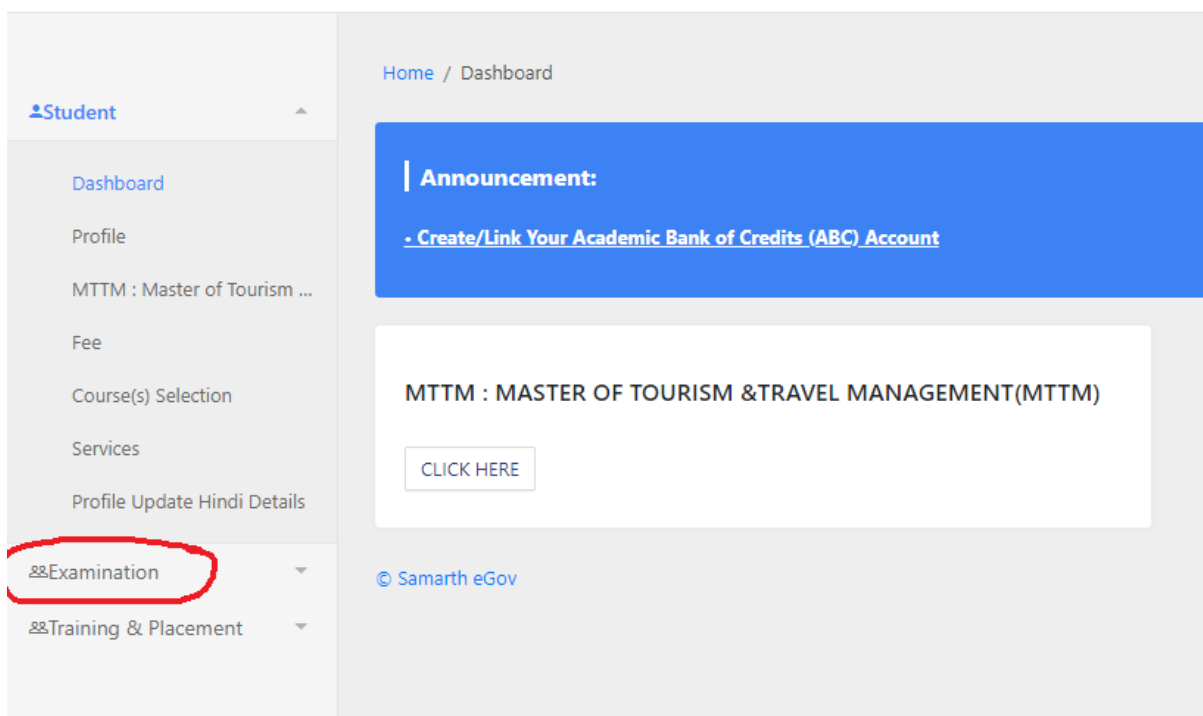 Student
Dashboard
Profile
MTTM : Master of Tourism ...
Fee
Course(s) Selection
Services
Profile Update Hindi Details
Examination
Training & Placement
Home / Dashboard
Announcement:
• Create/Link Your Academic Bank of Credits (ABC) Account
MTTM : MASTER OF TOURISM &TRAVEL MANAGEMENT(MTTM)
CLICK HERE
© Samarth eGov